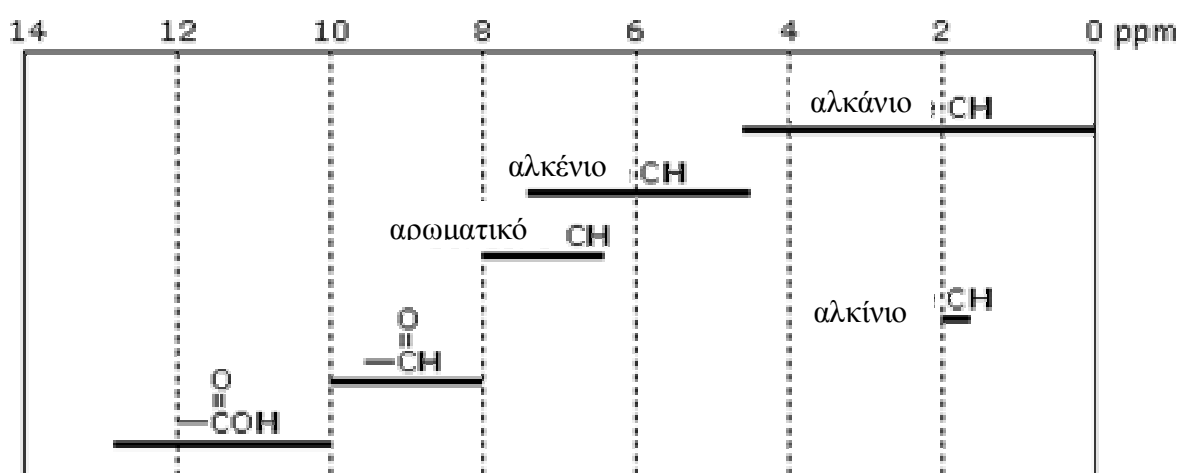 14 12 10 8 6 4 2 0 ppm
αλκάνιο CH
αλκένιο CH
αρωματικό CH
αλκίνιο CH
O
—CH
O
—COH